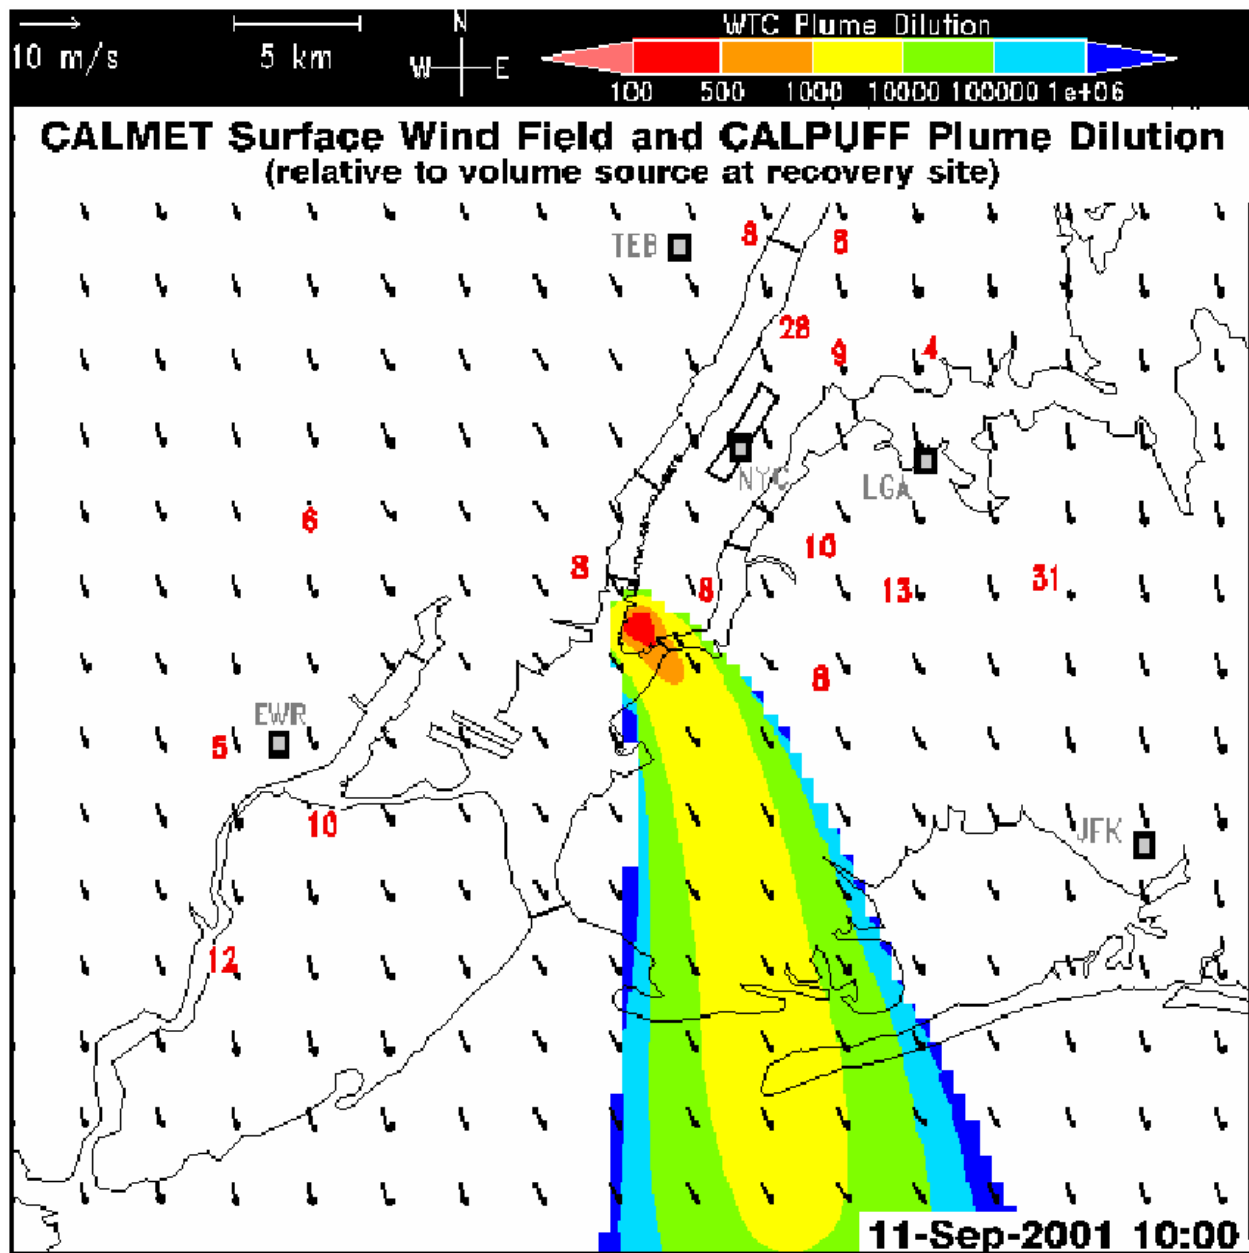 10 m/s
5 km
N
W E
WTC Plume Dilution
100 500 1000 10000 100000 1e+06
CALMET Surface Wind Field and CALPUFF Plume Dilution
(relative to volume source at recovery site)
TEB
8 8
28
9 4
NYC
LGA
6
10
8 8 13 31
8
EWR
5
10
JFK
12
11-Sep-2001 10:00